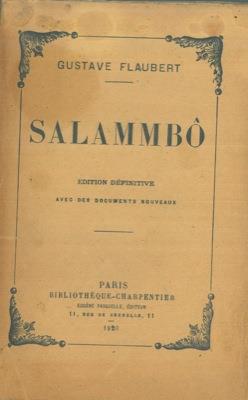 GUSTAVE FLAUBERT
SALAMMBÔ
EDITION DÉFINITIVE
AVEC DES DOCUMENTS NOUVEAUX
PARIS
BIBLIOTHÈQUE-CHARPENTIER
EUGÈNE FASQUELLE, ÉDITEUR
11, RUE DE GRENELLE, 11